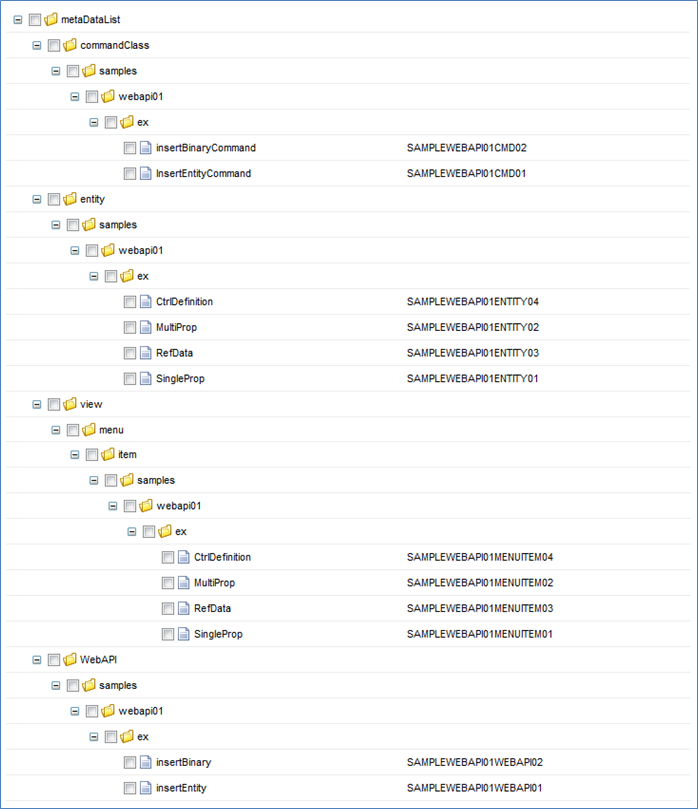 metaDataList
commandClass
samples
webapi01
ex
insertBinaryCommand SAMPLEWEBAPI01CMD02
InsertEntityCommand SAMPLEWEBAPI01CMD01
entity
samples
webapi01
ex
CtrlDefinition SAMPLEWEBAPI01ENTITY04
MultiProp SAMPLEWEBAPI01ENTITY02
RefData SAMPLEWEBAPI01ENTITY03
SingleProp SAMPLEWEBAPI01ENTITY01
view
menu
item
samples
webapi01
ex
CtrlDefinition SAMPLEWEBAPI01MENUITEM04
MultiProp SAMPLEWEBAPI01MENUITEM02
RefData SAMPLEWEBAPI01MENUITEM03
SingleProp SAMPLEWEBAPI01MENUITEM01
WebAPI
samples
webapi01
ex
insertBinary SAMPLEWEBAPI01WEBAPI02
insertEntity SAMPLEWEBAPI01WEBAPI01